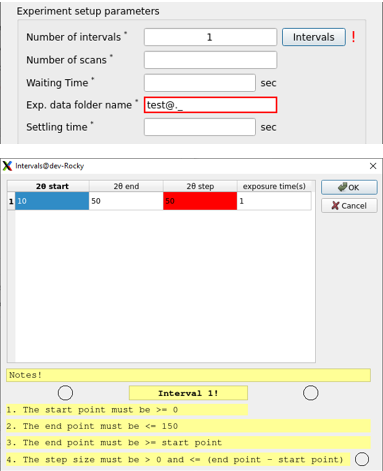 Experiment setup parameters
Number of intervals * 1 Intervals !
Number of scans *
Waiting Time * sec
Exp. data folder name * test@._
Settling time * sec
Intervals@dev-Rocky
2θ start 2θ end 2θ step exposure time(s)
1 10 50 50 1
OK
Cancel
Notes!
Interval 1!
1. The start point must be >= 0
2. The end point must be <= 150
3. The end point must be >= start point
4. The step size must be > 0 and <= (end point - start point)